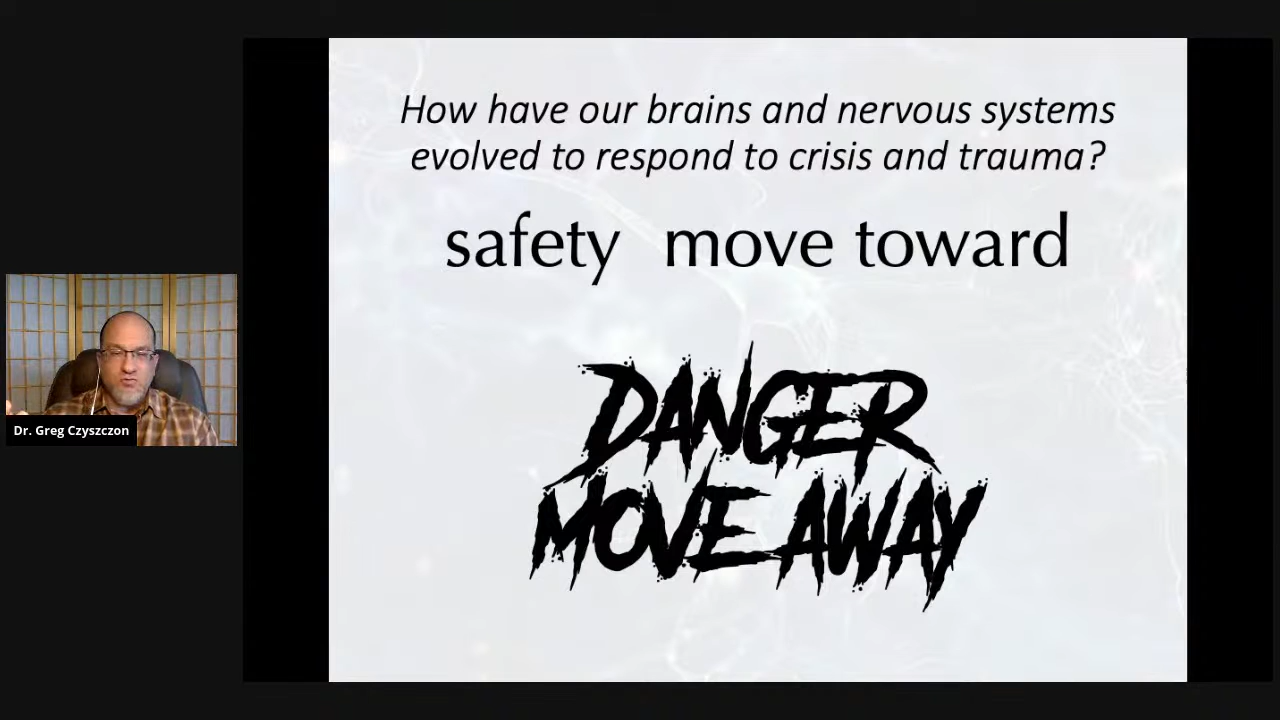 How have our brains and nervous systems
evolved to respond to crisis and trauma?
safety move toward
DANGER
MOVE AWAY
Dr. Greg Czyszczon